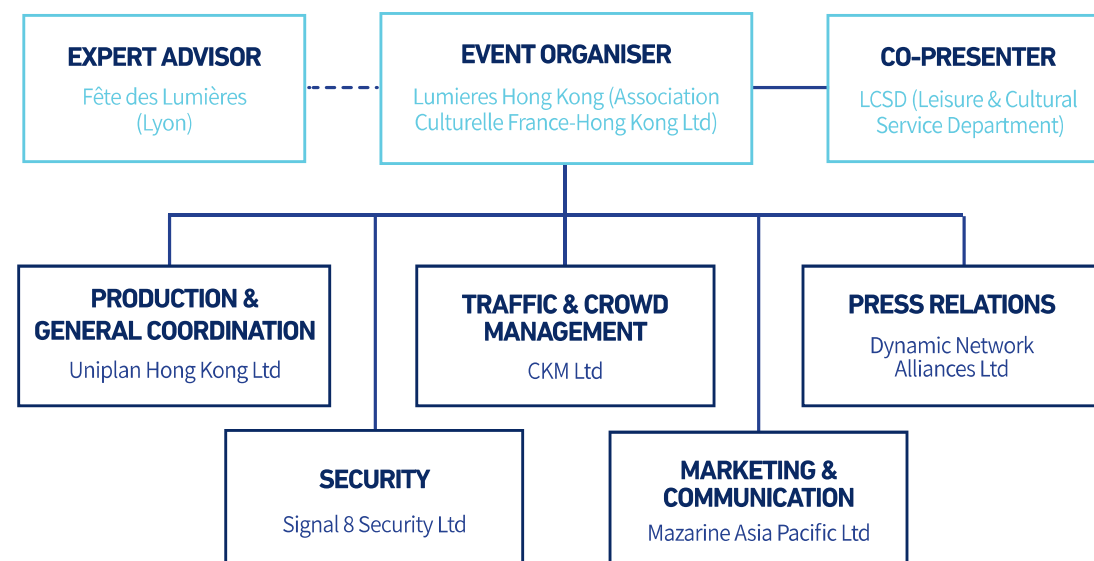 EXPERT ADVISOR
Fête des Lumières
(Lyon)
EVENT ORGANISER
Lumieres Hong Kong (Association
Culturelle France-Hong Kong Ltd)
CO-PRESENTER
LCSD (Leisure & Cultural
Service Department)
PRODUCTION &
GENERAL COORDINATION
Uniplan Hong Kong Ltd
TRAFFIC & CROWD
MANAGEMENT
CKM Ltd
PRESS RELATIONS
Dynamic Network
Alliances Ltd
SECURITY
Signal 8 Security Ltd
MARKETING &
COMMUNICATION
Mazarine Asia Pacific Ltd